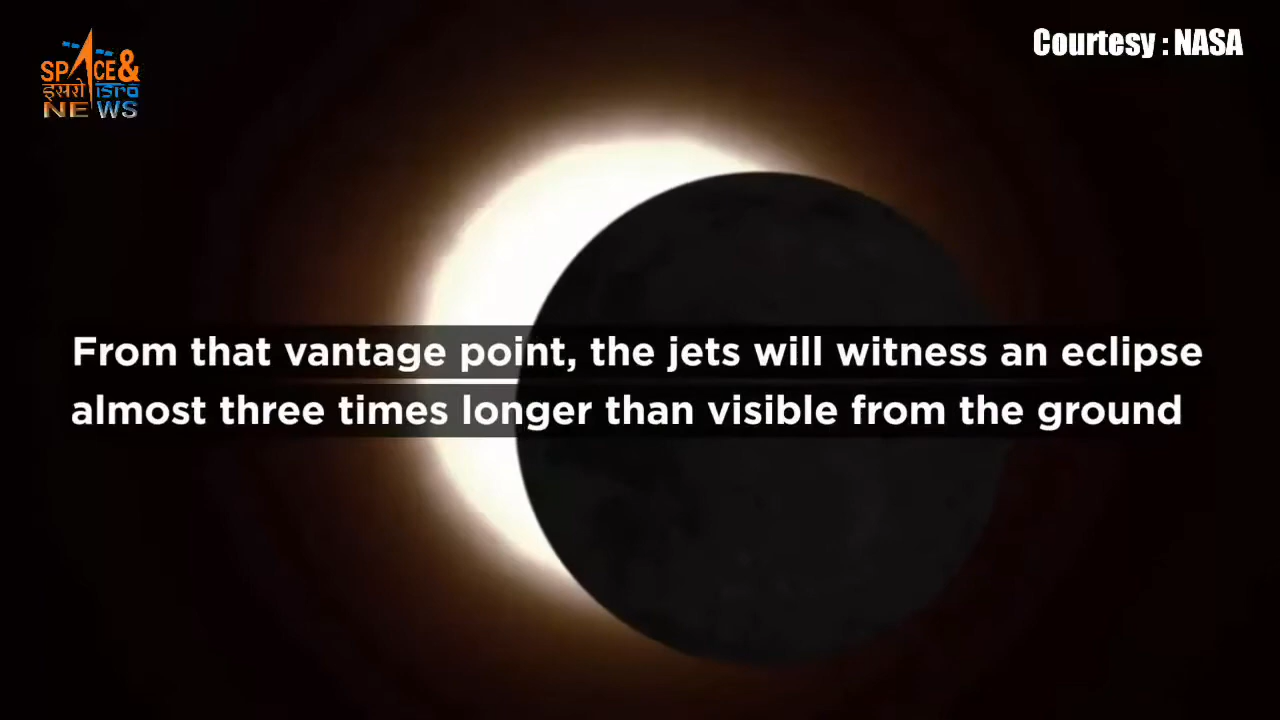 SPACE&
इसरो isro
NEWS
Courtesy : NASA
From that vantage point, the jets will witness an eclipse
almost three times longer than visible from the ground